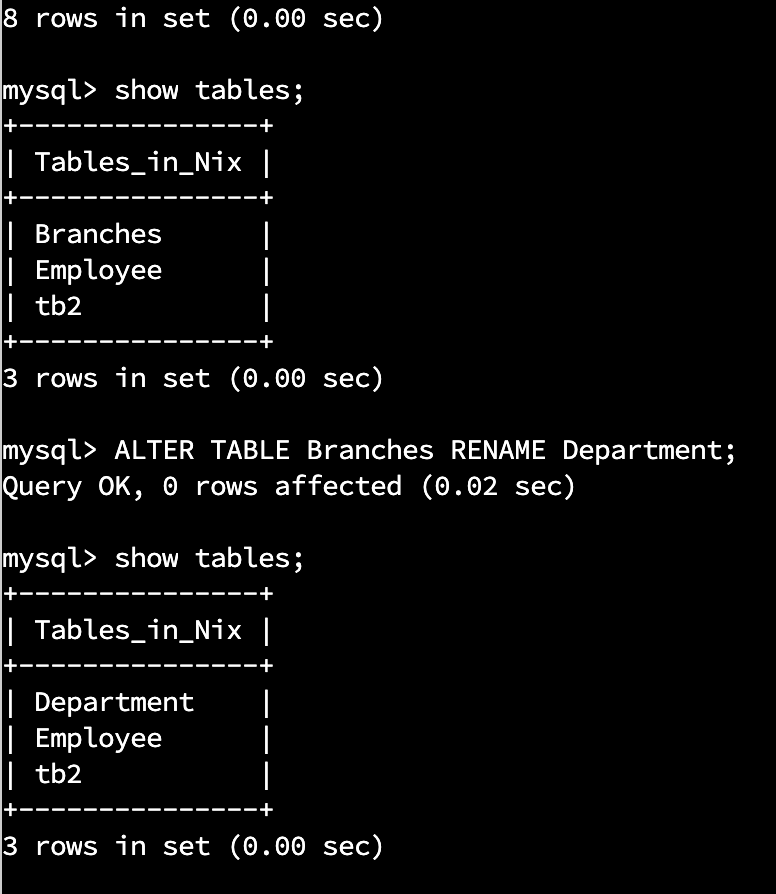 8 rows in set (0.00 sec)
mysql> show tables;
+---------------+
| Tables_in_Nix |
+---------------+
| Branches      |
| Employee      |
| tb2           |
+---------------+
3 rows in set (0.00 sec)
mysql> ALTER TABLE Branches RENAME Department;
Query OK, 0 rows affected (0.02 sec)
mysql> show tables;
+---------------+
| Tables_in_Nix |
+---------------+
| Department    |
| Employee      |
| tb2           |
+---------------+
3 rows in set (0.00 sec)